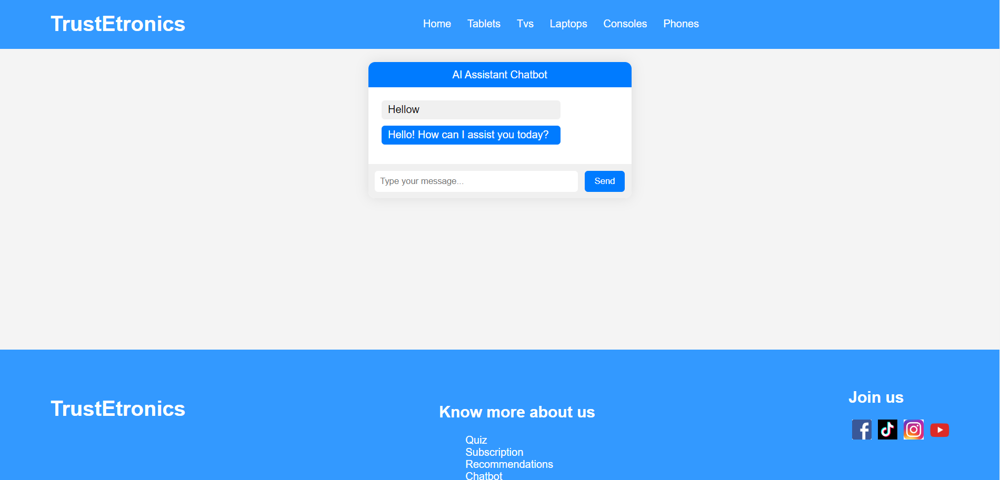 TrustEtronics
Home Tablets Tvs Laptops Consoles Phones
AI Assistant Chatbot
Hellow
Hello! How can I assist you today?
Type your message...
Send
TrustEtronics
Know more about us
Quiz
Subscription
Recommendations
Chatbot
Join us